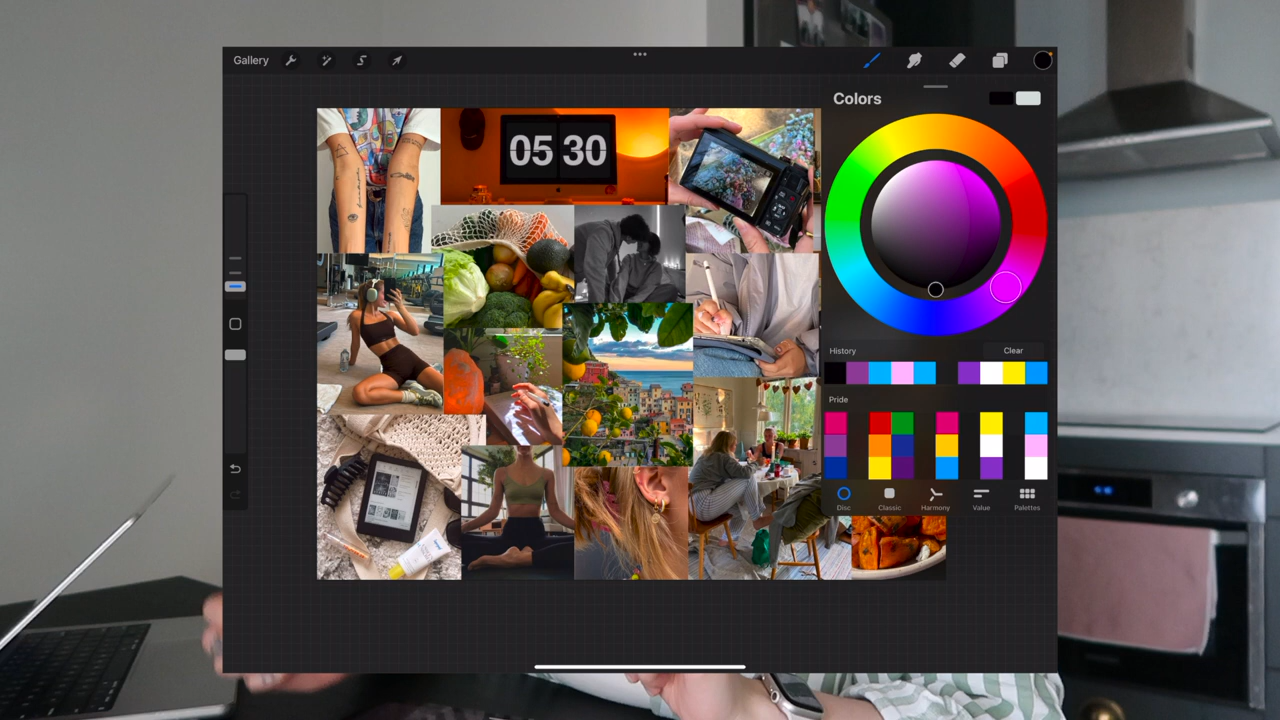 Gallery
Colors
05 30
History
Clear
Pride
Disc
Classic
Harmony
Value
Palettes